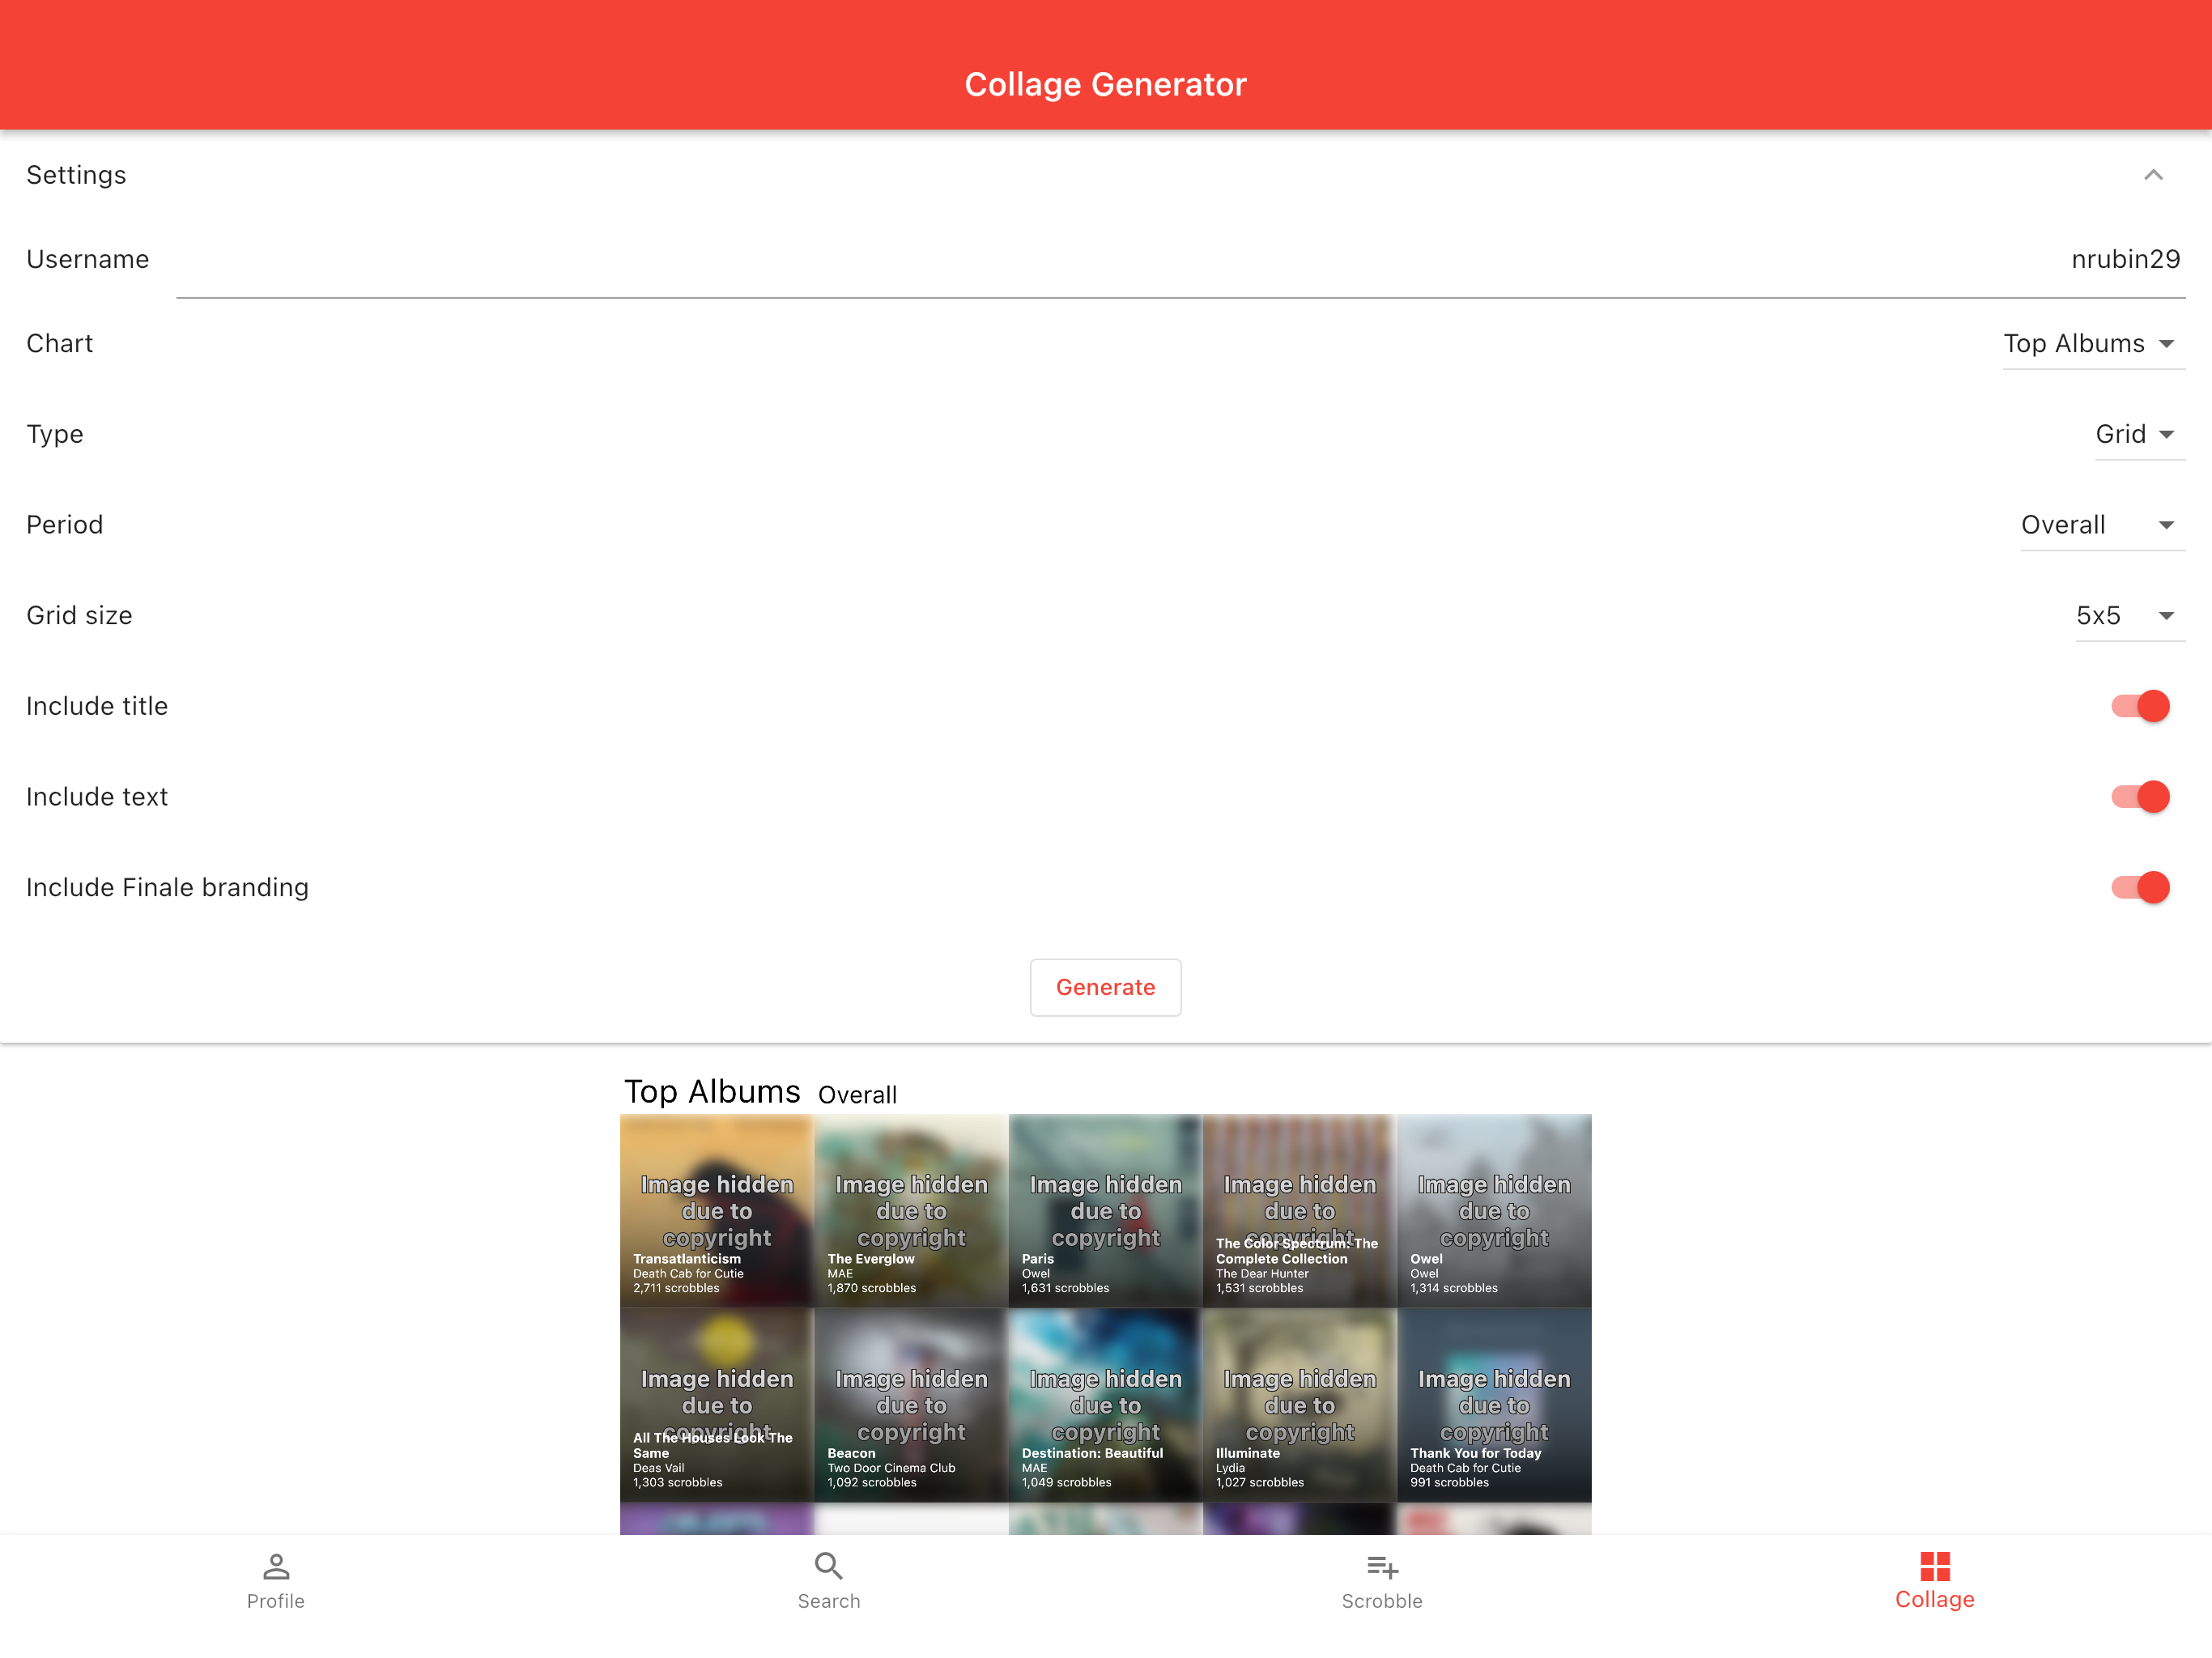 Collage Generator
Settings
Username nrubin29
Chart Top Albums
Type Grid
Period Overall
Grid size 5x5
Include title
Include text
Include Finale branding
Generate
Top Albums Overall
Image hidden
due to
copyright
Transatlanticism
Death Cab for Cutie
2,711 scrobbles
Image hidden
due to
copyright
The Everglow
MAE
1,870 scrobbles
Image hidden
due to
copyright
Paris
Owel
1,631 scrobbles
Image hidden
due to
copyright
The Color Spectrum: The
Complete Collection
The Dear Hunter
1,531 scrobbles
Image hidden
due to
copyright
Owel
Owel
1,314 scrobbles
Image hidden
due to
copyright
All The Houses Look The
Same
Deas Vail
1,303 scrobbles
Image hidden
due to
copyright
Beacon
Two Door Cinema Club
1,092 scrobbles
Image hidden
due to
copyright
Destination: Beautiful
MAE
1,049 scrobbles
Image hidden
due to
copyright
Illuminate
Lydia
1,027 scrobbles
Image hidden
due to
copyright
Thank You for Today
Death Cab for Cutie
991 scrobbles
Profile
Search
Scrobble
Collage